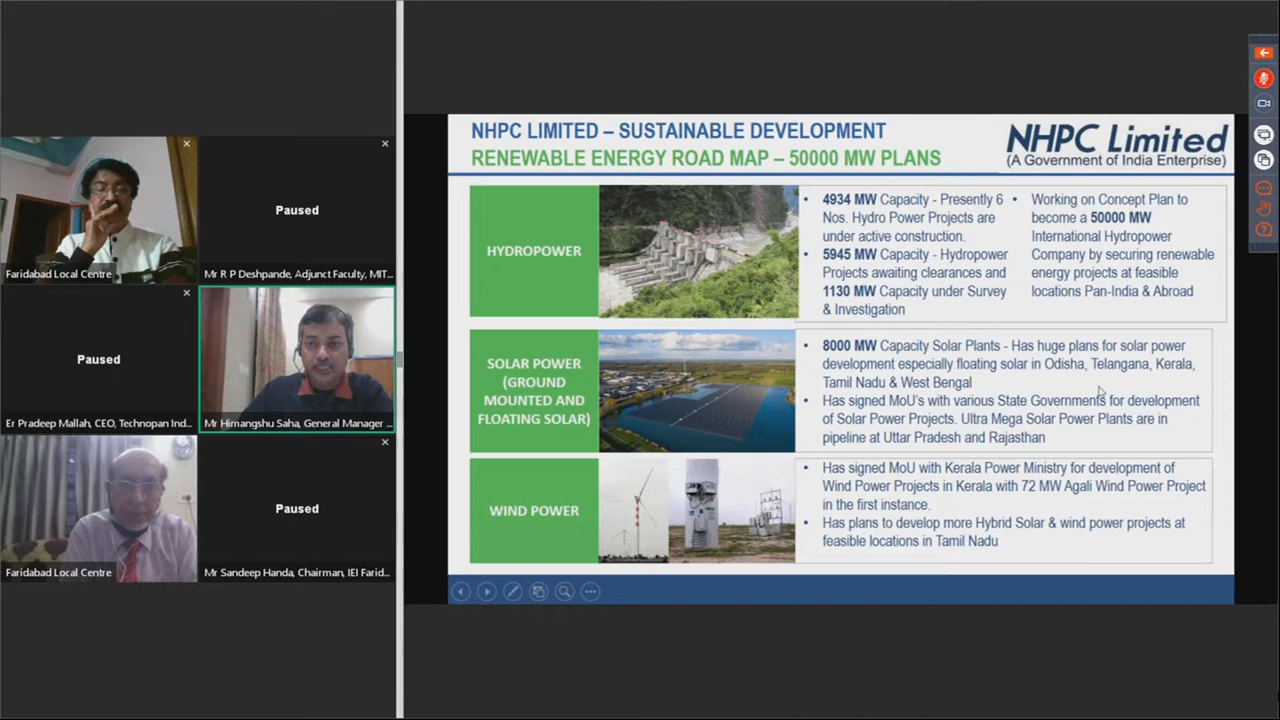 Faridabad Local Centre
Paused
Mr R P Deshpande, Adjunct Faculty, MIT...
Paused
Er Pradeep Mallah, CEO, Technopan Ind...
Mr Himangshu Saha, General Manager ...
Faridabad Local Centre
Paused
Mr Sandeep Handa, Chairman, IEI Farid...
NHPC LIMITED – SUSTAINABLE DEVELOPMENT
RENEWABLE ENERGY ROAD MAP – 50000 MW PLANS
NHPC Limited
(A Government of India Enterprise)
HYDROPOWER
• 4934 MW Capacity - Presently 6
Nos. Hydro Power Projects are
under active construction.
• 5945 MW Capacity - Hydropower
Projects awaiting clearances and
1130 MW Capacity under Survey
& Investigation
• Working on Concept Plan to
become a 50000 MW
International Hydropower
Company by securing renewable
energy projects at feasible
locations Pan-India & Abroad
SOLAR POWER
(GROUND
MOUNTED AND
FLOATING SOLAR)
• 8000 MW Capacity Solar Plants - Has huge plans for solar power
development especially floating solar in Odisha, Telangana, Kerala,
Tamil Nadu & West Bengal
• Has signed MoU's with various State Governments for development
of Solar Power Projects. Ultra Mega Solar Power Plants are in
pipeline at Uttar Pradesh and Rajasthan
WIND POWER
• Has signed MoU with Kerala Power Ministry for development of
Wind Power Projects in Kerala with 72 MW Agali Wind Power Project
in the first instance.
• Has plans to develop more Hybrid Solar & wind power projects at
feasible locations in Tamil Nadu